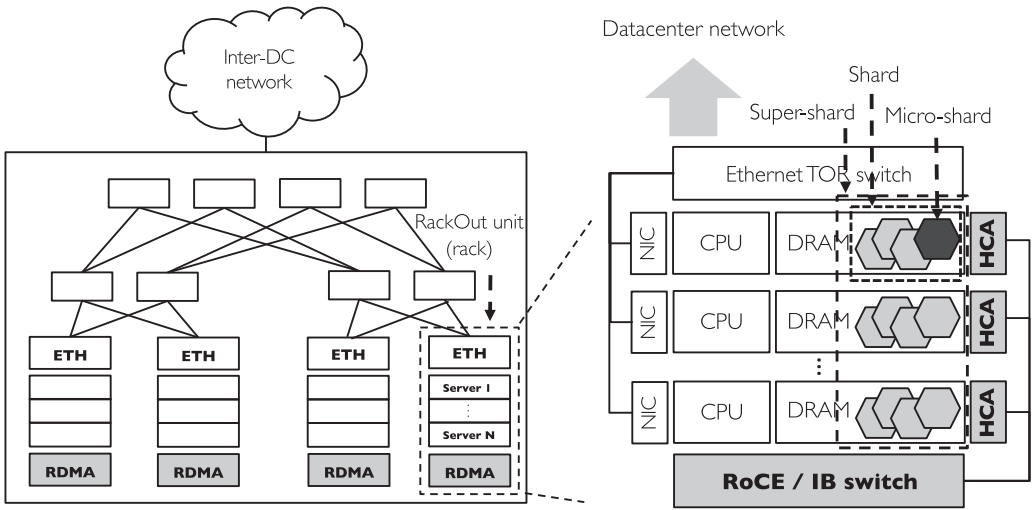 Inter-DC
network
RackOut unit
(rack)
ETH
ETH
ETH
ETH
Server 1
⋮
Server N
RDMA
RDMA
RDMA
RDMA
Datacenter network
Shard
Super-shard
Micro-shard
Ethernet TOR switch
NIC
CPU
DRAM
HCA
NIC
CPU
DRAM
HCA
⋮
NIC
CPU
DRAM
HCA
RoCE / IB switch